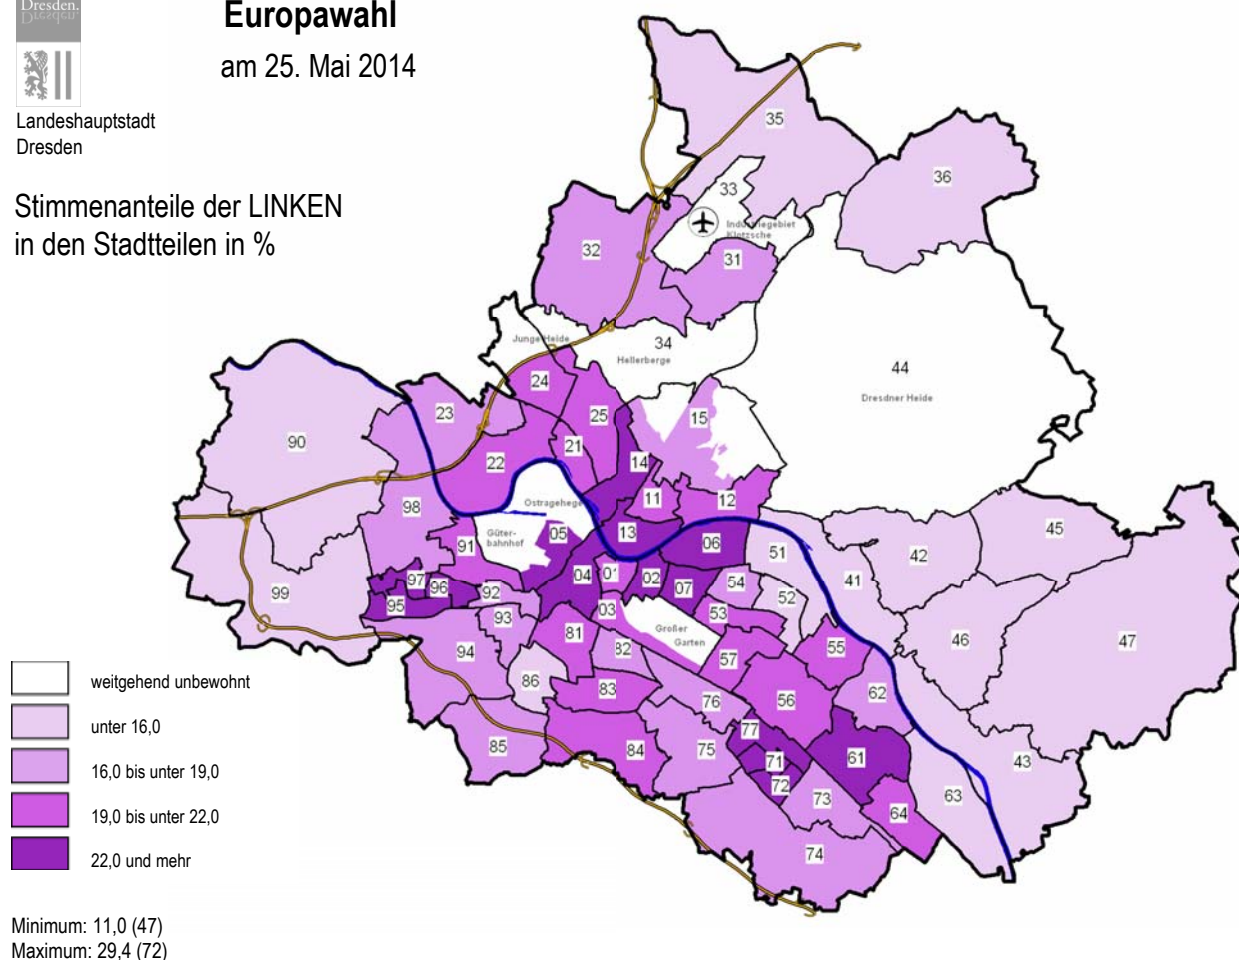 Dresden.
Dresden.
Europawahl
am 25. Mai 2014
Landeshauptstadt
Dresden
Stimmenanteile der LINKEN
in den Stadtteilen in %
35
36
33
Industriegebiet
Klotzsche
32
31
Junge Heide
34
Hellerberge
44
Dresdner Heide
24
25
15
23
90
21
22
14
11
12
Ostragehege
98
45
Güter-
bahnhof
05
13
06
51
42
91
97
96
04
01
02
07
54
41
99
95
92
03
53
52
93
Großer
Garten
46
47
81
94
82
57
55
86
83
76
56
62
85
84
75
77
61
43
71
72
73
63
64
74
weitgehend unbewohnt
unter 16,0
16,0 bis unter 19,0
19,0 bis unter 22,0
22,0 und mehr
Minimum: 11,0 (47)
Maximum: 29,4 (72)